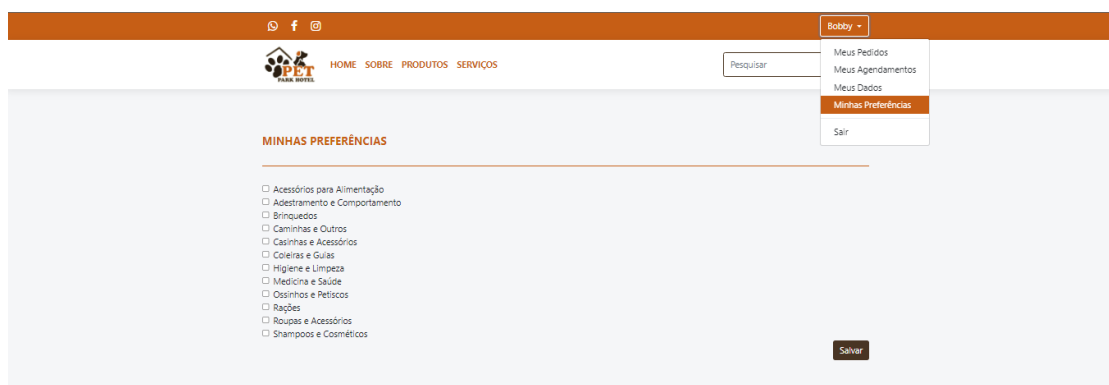 Bobby
PET
PARK HOTEL
HOME SOBRE PRODUTOS SERVIÇOS
Pesquisar
Meus Pedidos
Meus Agendamentos
Meus Dados
Minhas Preferências
Sair
MINHAS PREFERÊNCIAS
Acessórios para Alimentação
Adestramento e Comportamento
Brinquedos
Caminhas e Outros
Casinhas e Acessórios
Coleiras e Guias
Higiene e Limpeza
Medicina e Saúde
Ossinhos e Petiscos
Rações
Roupas e Acessórios
Shampoos e Cosméticos
Salvar